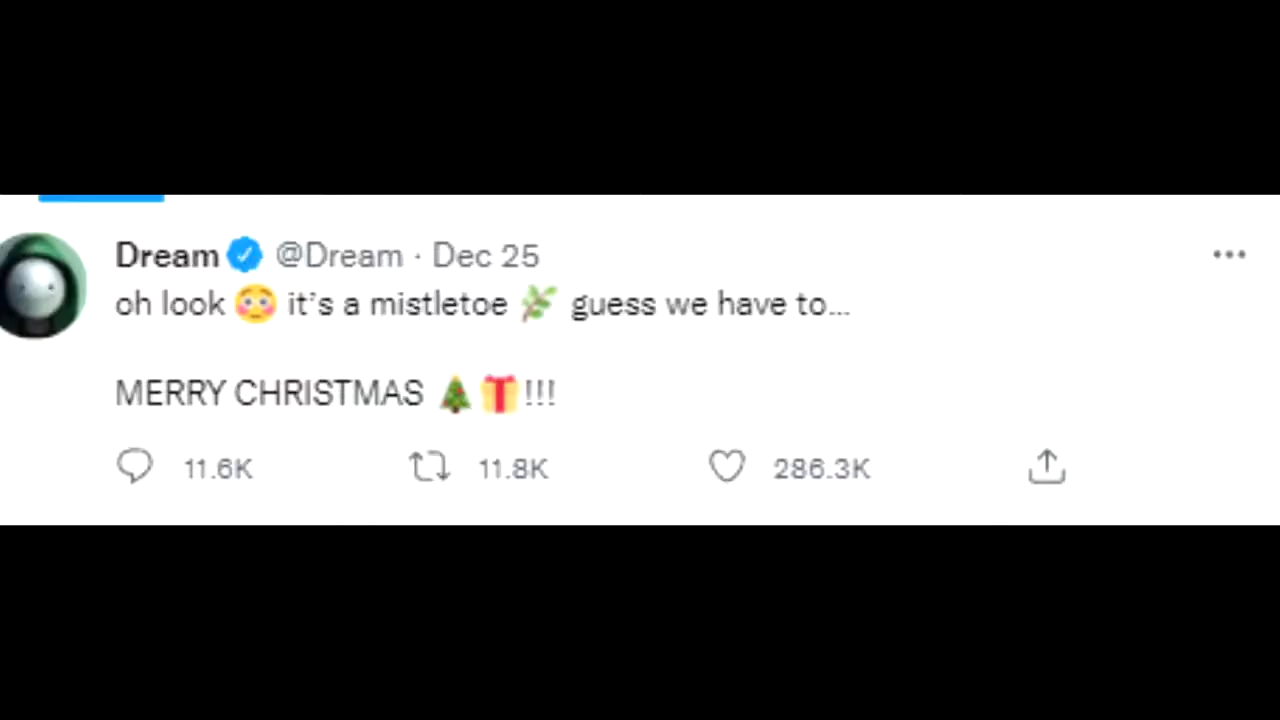 Dream @Dream · Dec 25
oh look 😳 it’s a mistletoe 🌿 guess we have to...
MERRY CHRISTMAS 🎄🎁!!!
11.6K 11.8K 286.3K